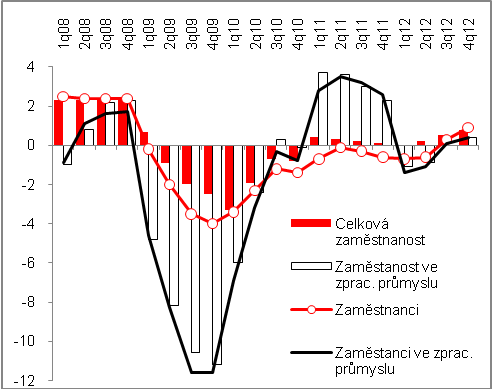 1q08 2q08 3q08 4q08 1q09 2q09 3q09 4q09 1q10 2q10 3q10 4q10 1q11 2q11 3q11 4q11 1q12 2q12 3q12 4q12
4
2
0
-2
-4
-6
-8
-10
-12
Celková
zaměstnanost
Zaměstanost ve
zprac. průmyslu
Zaměstnanci
Zaměstanci ve zprac.
průmyslu